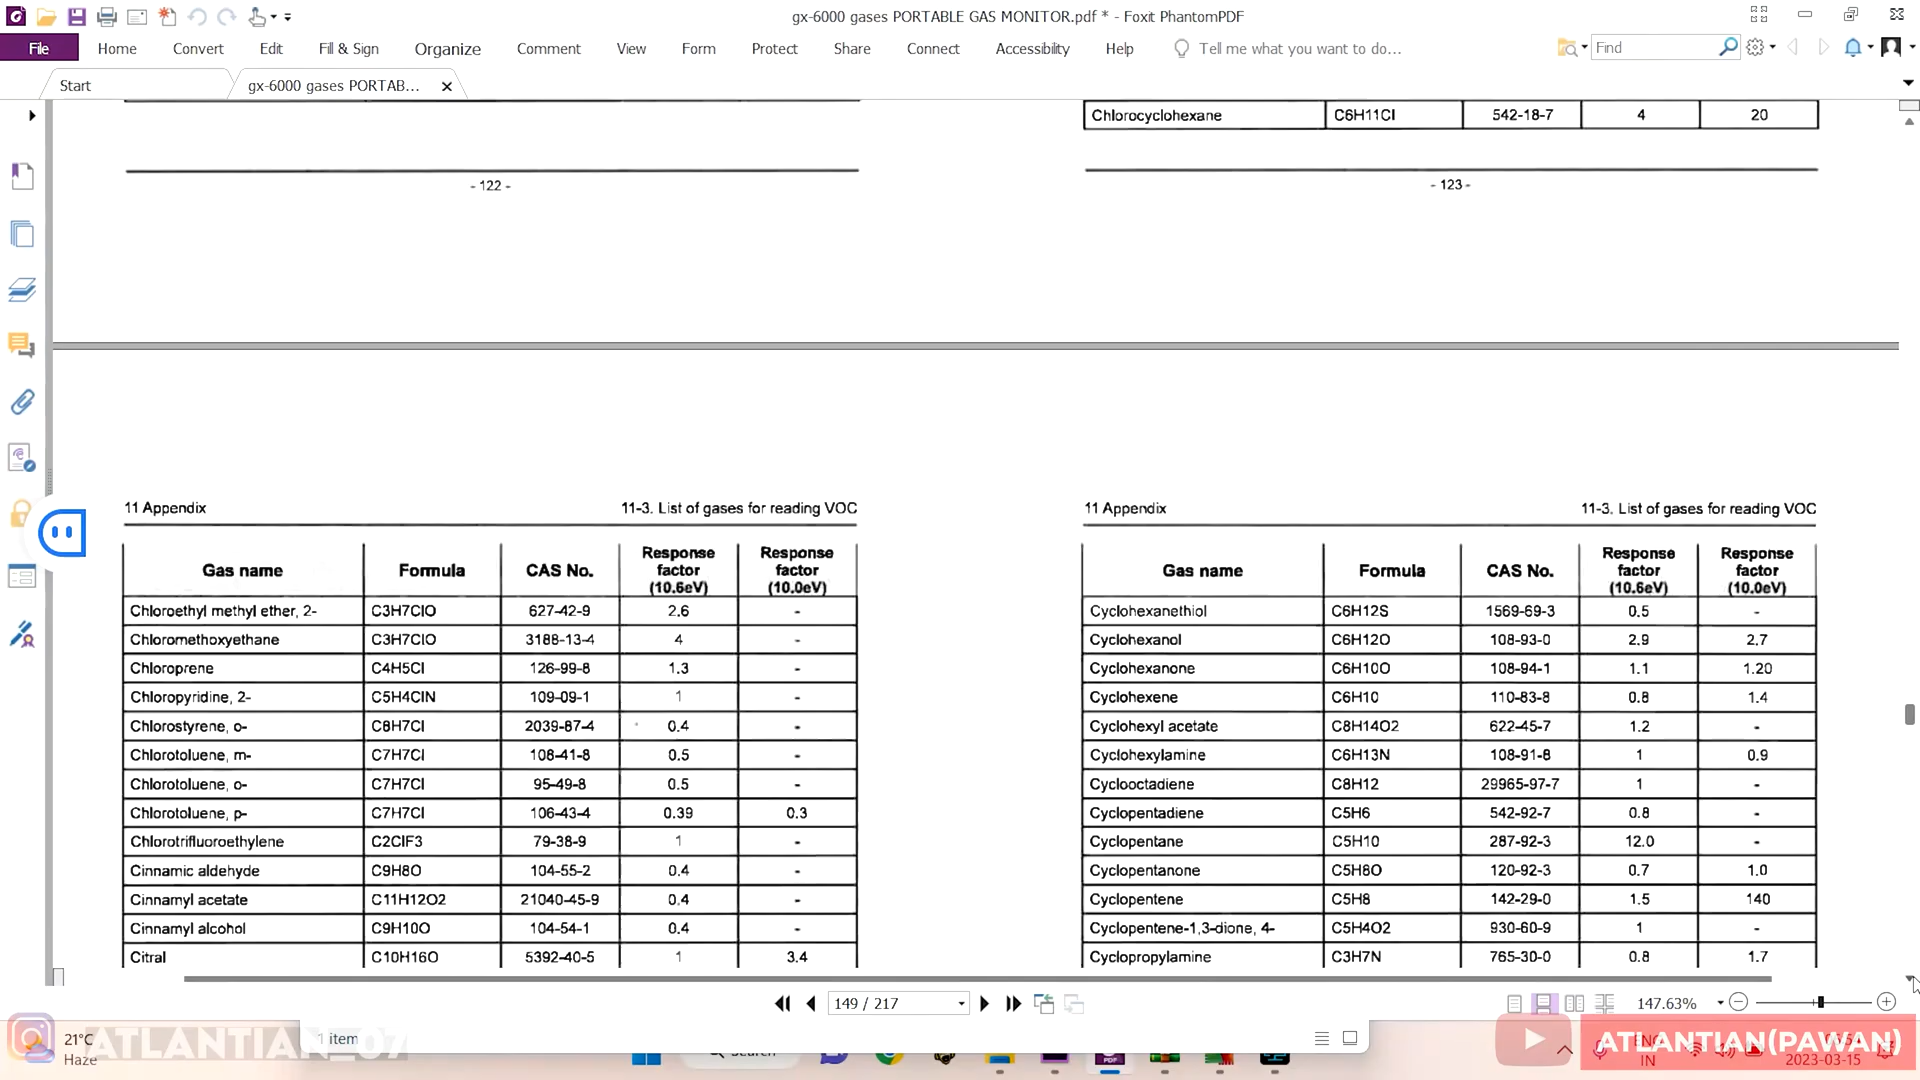 gx-6000 gases PORTABLE GAS MONITOR.pdf * - Foxit PhantomPDF
File Home Convert Edit Fill & Sign Organize Comment View Form Protect Share Connect Accessibility Help Tell me what you want to do... Find
Start gx-6000 gases PORTAB...
Chlorocyclohexane C6H11Cl 542-18-7 4 20
- 122 - - 123 -
11 Appendix 11-3. List of gases for reading VOC
Gas name Formula CAS No. Response factor (10.6eV) Response factor (10.0eV)
Chloroethyl methyl ether, 2- C3H7ClO 627-42-9 2.6 -
Chloromethoxyethane C3H7ClO 3188-13-4 4 -
Chloroprene C4H5Cl 126-99-8 1.3 -
Chloropyridine, 2- C5H4ClN 109-09-1 1 -
Chlorostyrene, o- C8H7Cl 2039-87-4 0.4 -
Chlorotoluene, m- C7H7Cl 108-41-8 0.5 -
Chlorotoluene, o- C7H7Cl 95-49-8 0.5 -
Chlorotoluene, p- C7H7Cl 106-43-4 0.39 0.3
Chlorotrifluoroethylene C2ClF3 79-38-9 1 -
Cinnamic aldehyde C9H8O 104-55-2 0.4 -
Cinnamyl acetate C11H12O2 21040-45-9 0.4 -
Cinnamyl alcohol C9H10O 104-54-1 0.4 -
Citral C10H16O 5392-40-5 1 3.4
11 Appendix 11-3. List of gases for reading VOC
Gas name Formula CAS No. Response factor (10.6eV) Response factor (10.0eV)
Cyclohexanethiol C6H12S 1569-69-3 0.5 -
Cyclohexanol C6H12O 108-93-0 2.9 2.7
Cyclohexanone C6H10O 108-94-1 1.1 1.20
Cyclohexene C6H10 110-83-8 0.8 1.4
Cyclohexyl acetate C8H14O2 622-45-7 1.2 -
Cyclohexylamine C6H13N 108-91-8 1 0.9
Cyclooctadiene C8H12 29965-97-7 1 -
Cyclopentadiene C5H6 542-92-7 0.8 -
Cyclopentane C5H10 287-92-3 12.0 -
Cyclopentanone C5H8O 120-92-3 0.7 1.0
Cyclopentene C5H8 142-29-0 1.5 140
Cyclopentene-1,3-dione, 4- C5H4O2 930-60-9 1 -
Cyclopropylamine C3H7N 765-30-0 0.8 1.7
149 / 217 147.63%
21°C
Haze
ATLANTIAN_07
1 item
Search
ATLANTIAN(PAWAN)
IN
2023-03-15